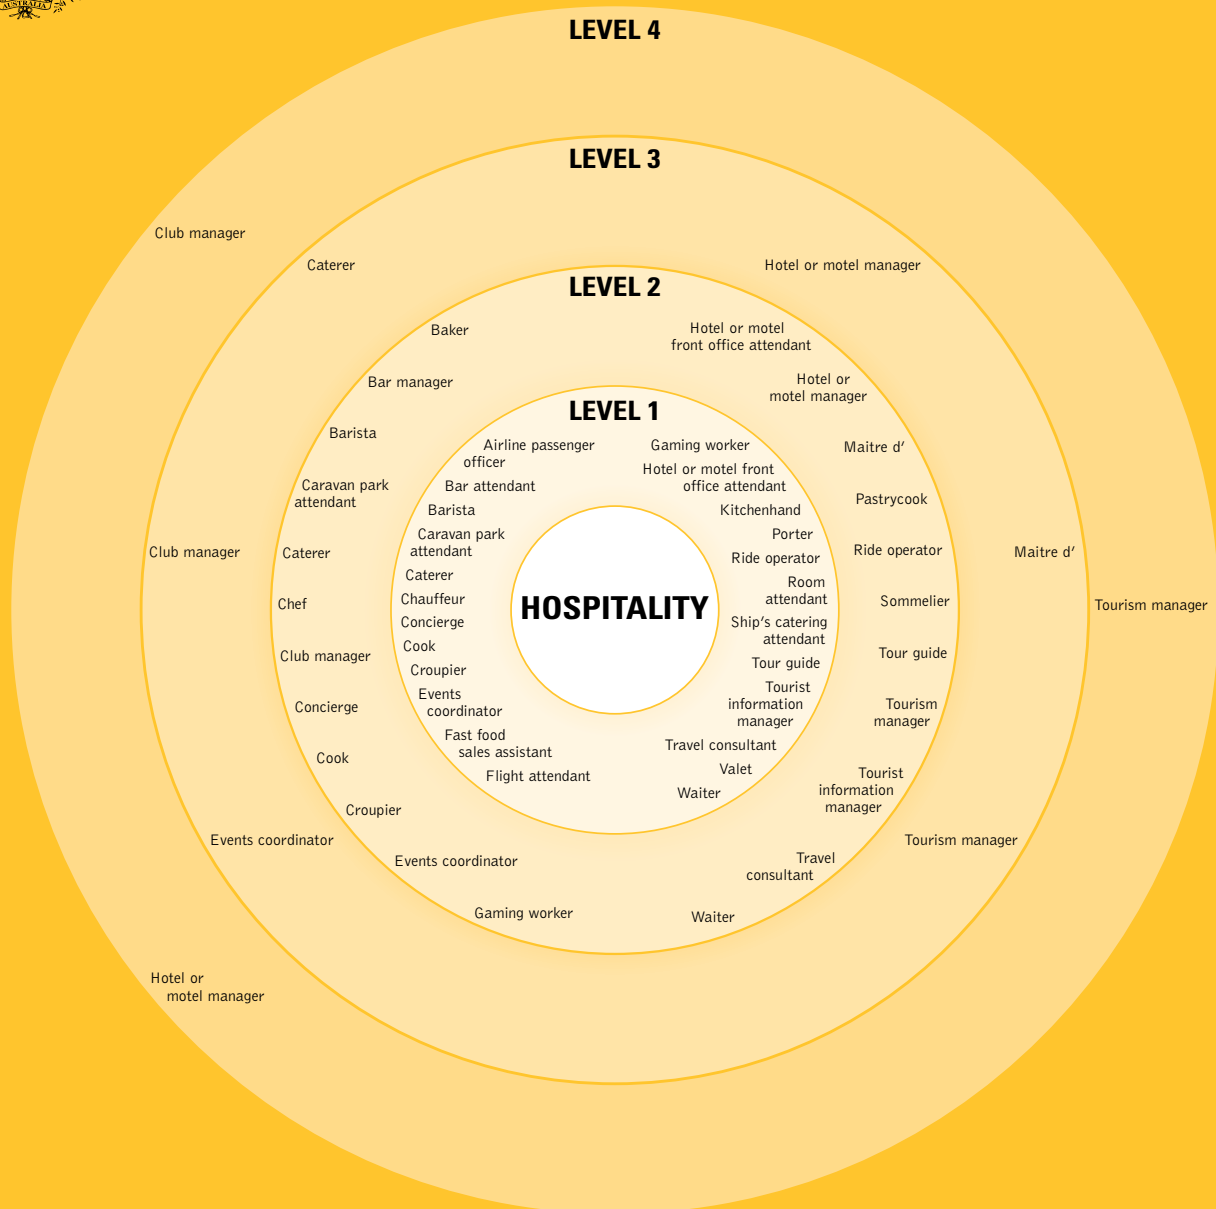 AUSTRALIA
LEVEL 4
LEVEL 3
Club manager
Caterer
Hotel or motel manager
Club manager
Maitre d’
Tourism manager
Events coordinator
Tourism manager
Hotel or
motel manager
LEVEL 2
Baker
Bar manager
Barista
Caravan park
attendant
Caterer
Chef
Club manager
Concierge
Cook
Croupier
Events coordinator
Gaming worker
Hotel or motel
front office attendant
Hotel or
motel manager
Maitre d’
Pastrycook
Ride operator
Sommelier
Tour guide
Tourism
manager
Tourist
information
manager
Travel
consultant
Waiter
LEVEL 1
Airline passenger
officer
Bar attendant
Barista
Caravan park
attendant
Caterer
Chauffeur
Concierge
Cook
Croupier
Events
coordinator
Fast food
sales assistant
Flight attendant
Gaming worker
Hotel or motel front
office attendant
Kitchenhand
Porter
Ride operator
Room
attendant
Ship’s catering
attendant
Tour guide
Tourist
information
manager
Travel consultant
Valet
Waiter
HOSPITALITY